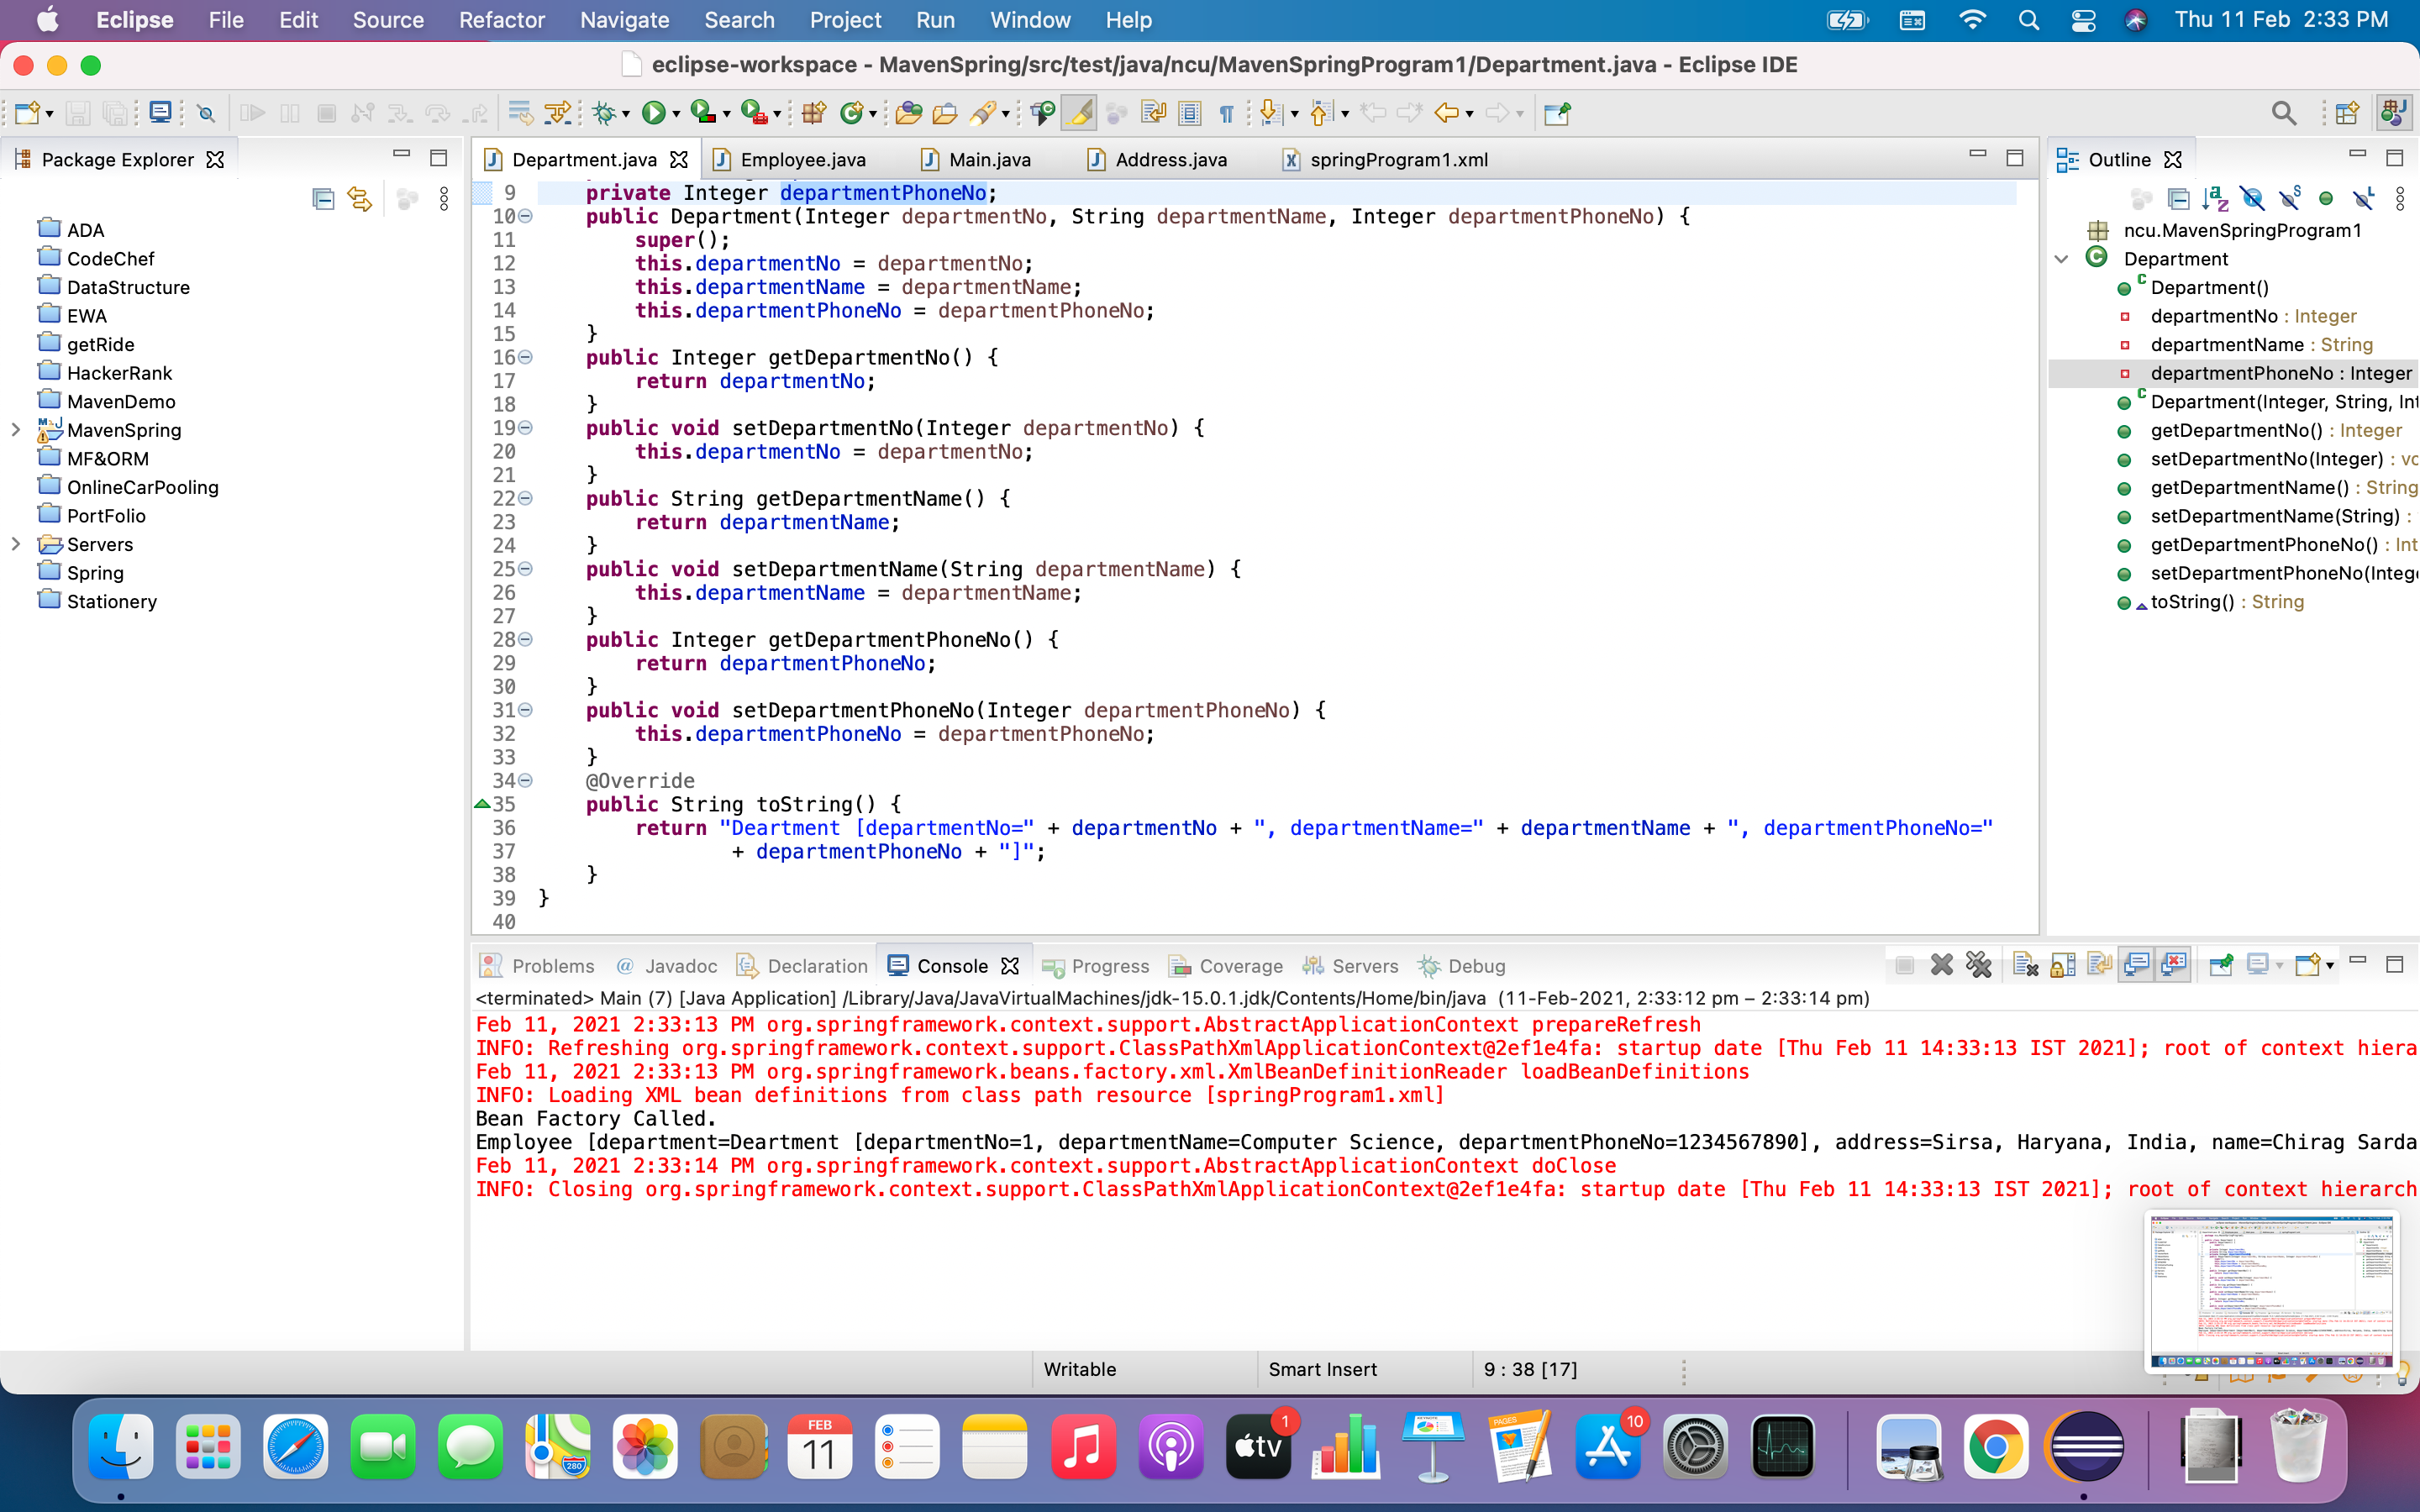 Eclipse File Edit Source Refactor Navigate Search Project Run Window Help Thu 11 Feb 2:33 PM
eclipse-workspace - MavenSpring/src/test/java/ncu/MavenSpringProgram1/Department.java - Eclipse IDE
Package Explorer
ADA
CodeChef
DataStructure
EWA
getRide
HackerRank
MavenDemo
MavenSpring
MF&ORM
OnlineCarPooling
PortFolio
Servers
Spring
Stationery
Department.java Employee.java Main.java Address.java springProgram1.xml
9 private Integer departmentPhoneNo;
10 public Department(Integer departmentNo, String departmentName, Integer departmentPhoneNo) {
11 super();
12 this.departmentNo = departmentNo;
13 this.departmentName = departmentName;
14 this.departmentPhoneNo = departmentPhoneNo;
15 }
16 public Integer getDepartmentNo() {
17 return departmentNo;
18 }
19 public void setDepartmentNo(Integer departmentNo) {
20 this.departmentNo = departmentNo;
21 }
22 public String getDepartmentName() {
23 return departmentName;
24 }
25 public void setDepartmentName(String departmentName) {
26 this.departmentName = departmentName;
27 }
28 public Integer getDepartmentPhoneNo() {
29 return departmentPhoneNo;
30 }
31 public void setDepartmentPhoneNo(Integer departmentPhoneNo) {
32 this.departmentPhoneNo = departmentPhoneNo;
33 }
34 @Override
35 public String toString() {
36 return "Deartment [departmentNo=" + departmentNo + ", departmentName=" + departmentName + ", departmentPhoneNo="
37 + departmentPhoneNo + "]";
38 }
39 }
40
Outline
ncu.MavenSpringProgram1
Department
Department()
departmentNo : Integer
departmentName : String
departmentPhoneNo : Integer
Department(Integer, String, Int
getDepartmentNo() : Integer
setDepartmentNo(Integer) : vo
getDepartmentName() : String
setDepartmentName(String) :
getDepartmentPhoneNo() : Int
setDepartmentPhoneNo(Intege
toString() : String
Problems Javadoc Declaration Console Progress Coverage Servers Debug
<terminated> Main (7) [Java Application] /Library/Java/JavaVirtualMachines/jdk-15.0.1.jdk/Contents/Home/bin/java (11-Feb-2021, 2:33:12 pm – 2:33:14 pm)
Feb 11, 2021 2:33:13 PM org.springframework.context.support.AbstractApplicationContext prepareRefresh
INFO: Refreshing org.springframework.context.support.ClassPathXmlApplicationContext@2ef1e4fa: startup date [Thu Feb 11 14:33:13 IST 2021]; root of context hiera
Feb 11, 2021 2:33:13 PM org.springframework.beans.factory.xml.XmlBeanDefinitionReader loadBeanDefinitions
INFO: Loading XML bean definitions from class path resource [springProgram1.xml]
Bean Factory Called.
Employee [department=Deartment [departmentNo=1, departmentName=Computer Science, departmentPhoneNo=1234567890], address=Sirsa, Haryana, India, name=Chirag Sarda
Feb 11, 2021 2:33:14 PM org.springframework.context.support.AbstractApplicationContext doClose
INFO: Closing org.springframework.context.support.ClassPathXmlApplicationContext@2ef1e4fa: startup date [Thu Feb 11 14:33:13 IST 2021]; root of context hierarch
Writable Smart Insert 9 : 38 [17]
FEB
11
tv
1
PAGES
10
280